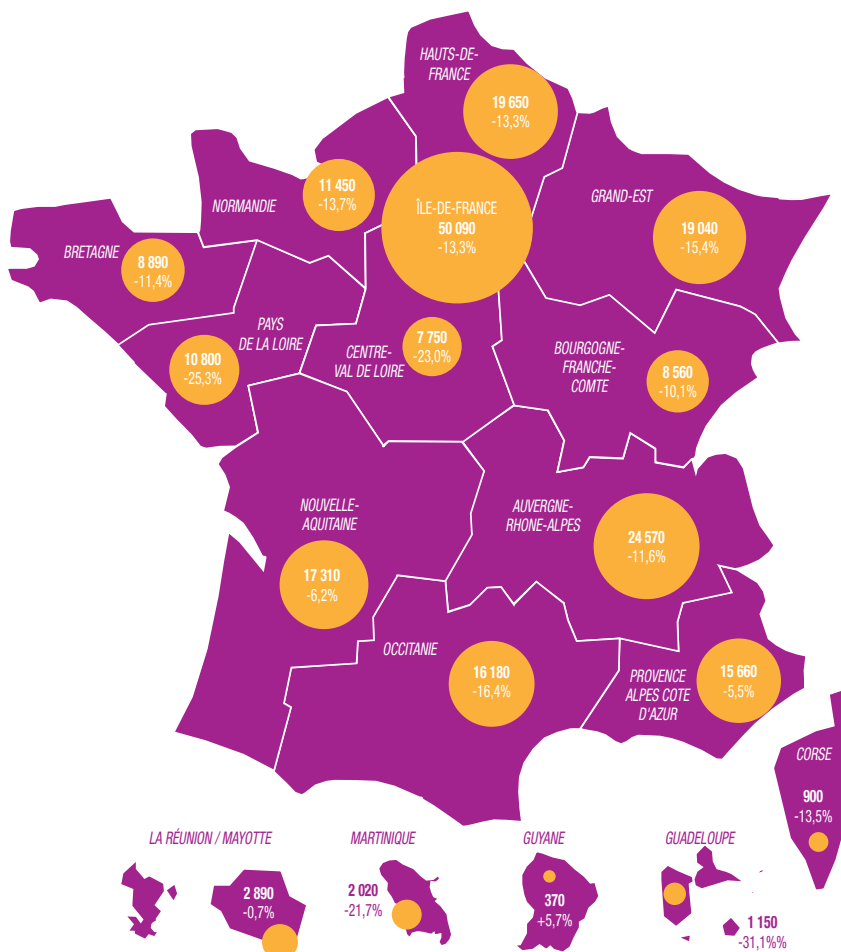 HAUTS-DE-
FRANCE
19 650
-13,3%
NORMANDIE
11 450
-13,7%
ÎLE-DE-FRANCE
50 090
-13,3%
GRAND-EST
19 040
-15,4%
BRETAGNE
8 890
-11,4%
PAYS
DE LA LOIRE
10 800
-25,3%
CENTRE-
VAL DE LOIRE
7 750
-23,0%
BOURGOGNE-
FRANCHE-
COMTE
8 560
-10,1%
NOUVELLE-
AQUITAINE
17 310
-6,2%
AUVERGNE-
RHONE-ALPES
24 570
-11,6%
OCCITANIE
16 180
-16,4%
PROVENCE
ALPES COTE
D'AZUR
15 660
-5,5%
CORSE
900
-13,5%
LA RÉUNION / MAYOTTE
2 890
-0,7%
MARTINIQUE
2 020
-21,7%
GUYANE
370
+5,7%
GUADELOUPE
1 150
-31,1%%